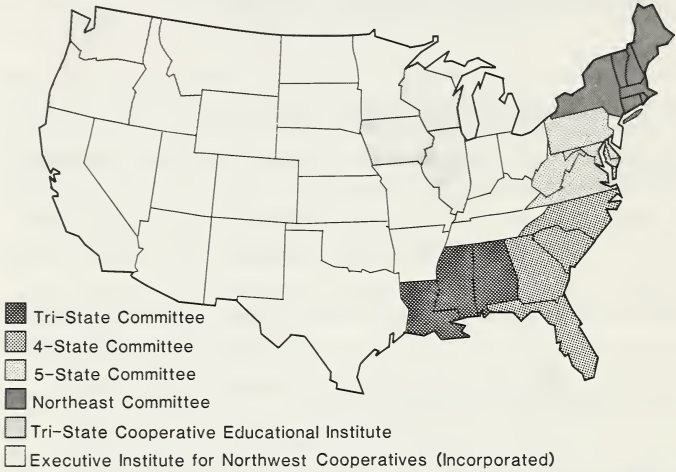 Tri-State Committee
4-State Committee
5-State Committee
Northeast Committee
Tri-State Cooperative Educational Institute
Executive Institute for Northwest Cooperatives (Incorporated)